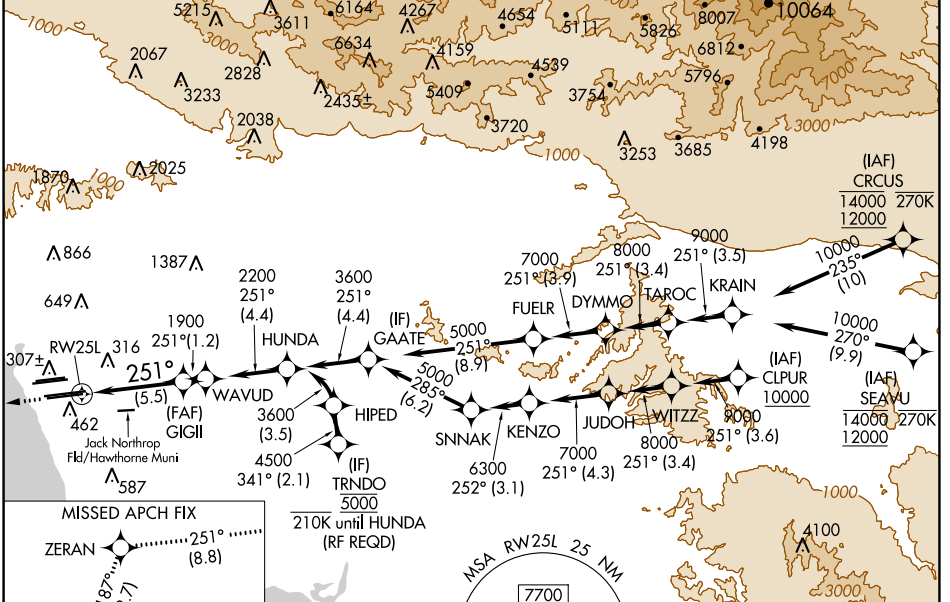 5215
3611
6164
4267
4654
5111
5826
8007
10064
3000
2067
2828
6634
4159
4539
6812
7000
3233
2435±
5409
3754
5796
2038
3720
3253
3685
4198
3000
1000
1870
1000
2025
(IAF)
CRCUS
14000 270K
12000
866
1387
649
307±
RW25L
316
462
Jack Northrop
Fld/Hawthorne Muni
587
251°
(5.5)
1900
251°(1.2)
(FAF)
GIGII
WAVUD
2200
251°
(4.4)
HUNDA
3600
251°
(4.4)
(IF)
GAATE
5000
251°
(8.9)
FUELR
7000
251° (3.9)
DYMMO
8000
251° (3.4)
TAROC
9000
251° (3.5)
KRAIN
10000
235°
(10)
10000
270°
(9.9)
(IAF)
SEAVU
14000 270K
12000
5000
285°
(6.2)
SNNAK
6300
252° (3.1)
KENZO
7000
251° (4.3)
JUDOH
8000
251° (3.4)
WITZZ
9000
251° (3.6)
(IAF)
CLPUR
10000
3600
(3.5)
HIPED
4500
341° (2.1)
(IF)
TRNDO
5000
210K until HUNDA
(RF REQD)
MISSED APCH FIX
ZERAN
251°
(8.8)
MSA RW25L 25 NM
7700
1000
4100
3000